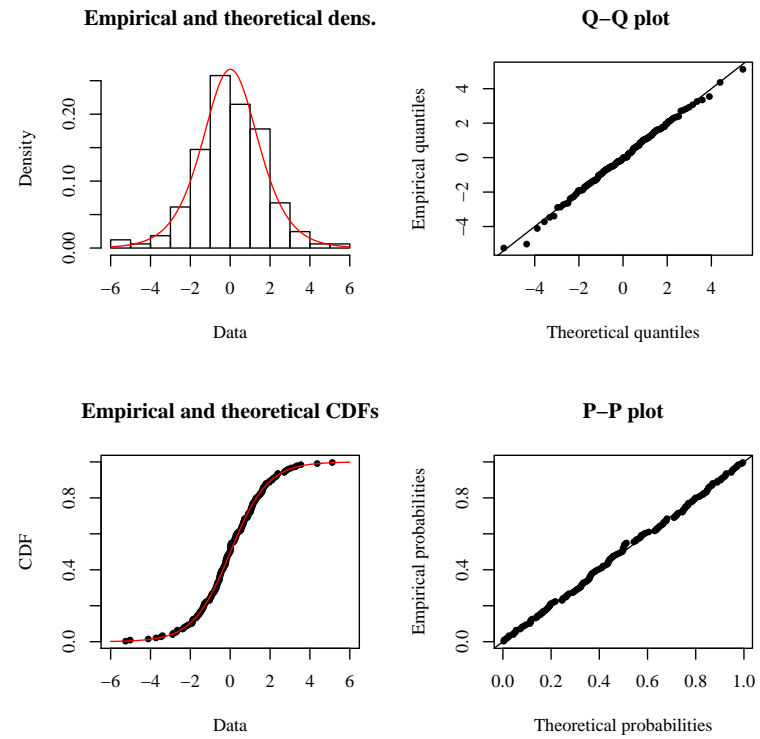 Empirical and theoretical dens.
Density
0.00 0.10 0.20
−6 −4 −2 0 2 4 6
Data
Q−Q plot
Empirical quantiles
−4 −2 0 2 4
−4 −2 0 2 4
Theoretical quantiles
Empirical and theoretical CDFs
CDF
0.0 0.4 0.8
−6 −4 −2 0 2 4 6
Data
P−P plot
Empirical probabilities
0.0 0.4 0.8
0.0 0.2 0.4 0.6 0.8 1.0
Theoretical probabilities